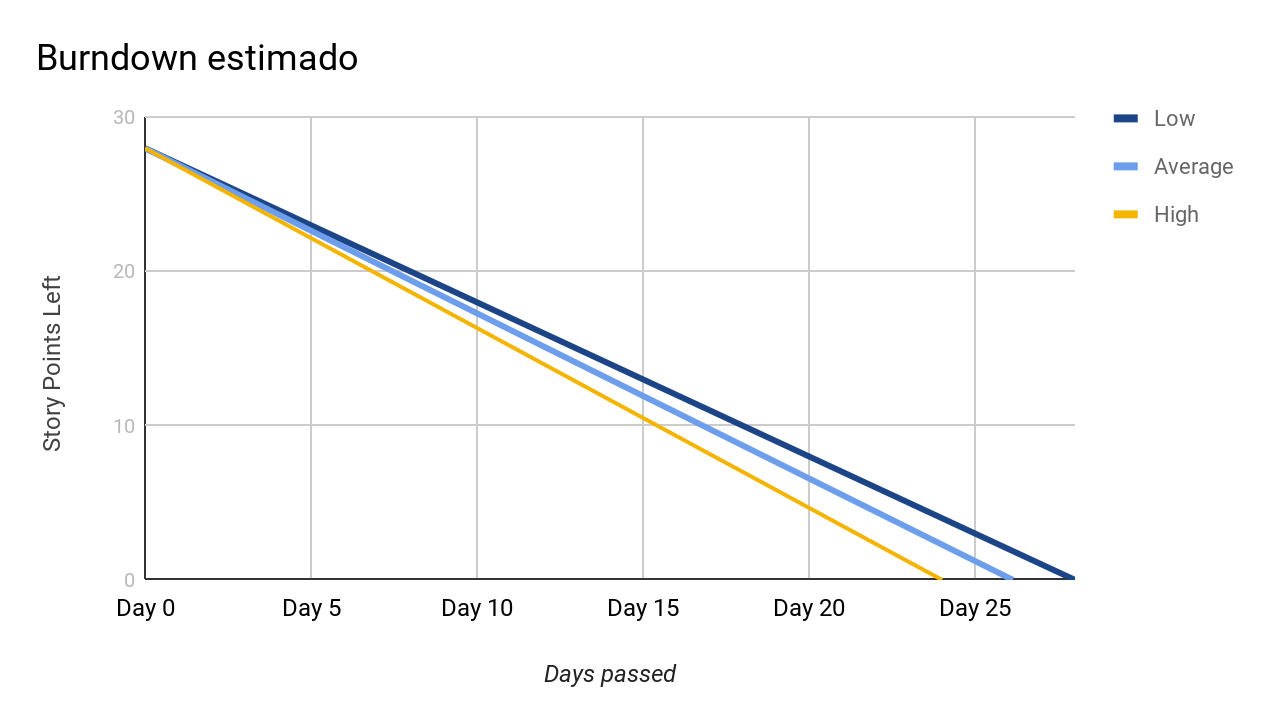 Burndown estimado
30
20
10
0
Story Points Left
Day 0
Day 5
Day 10
Day 15
Day 20
Day 25
Days passed
Low
Average
High